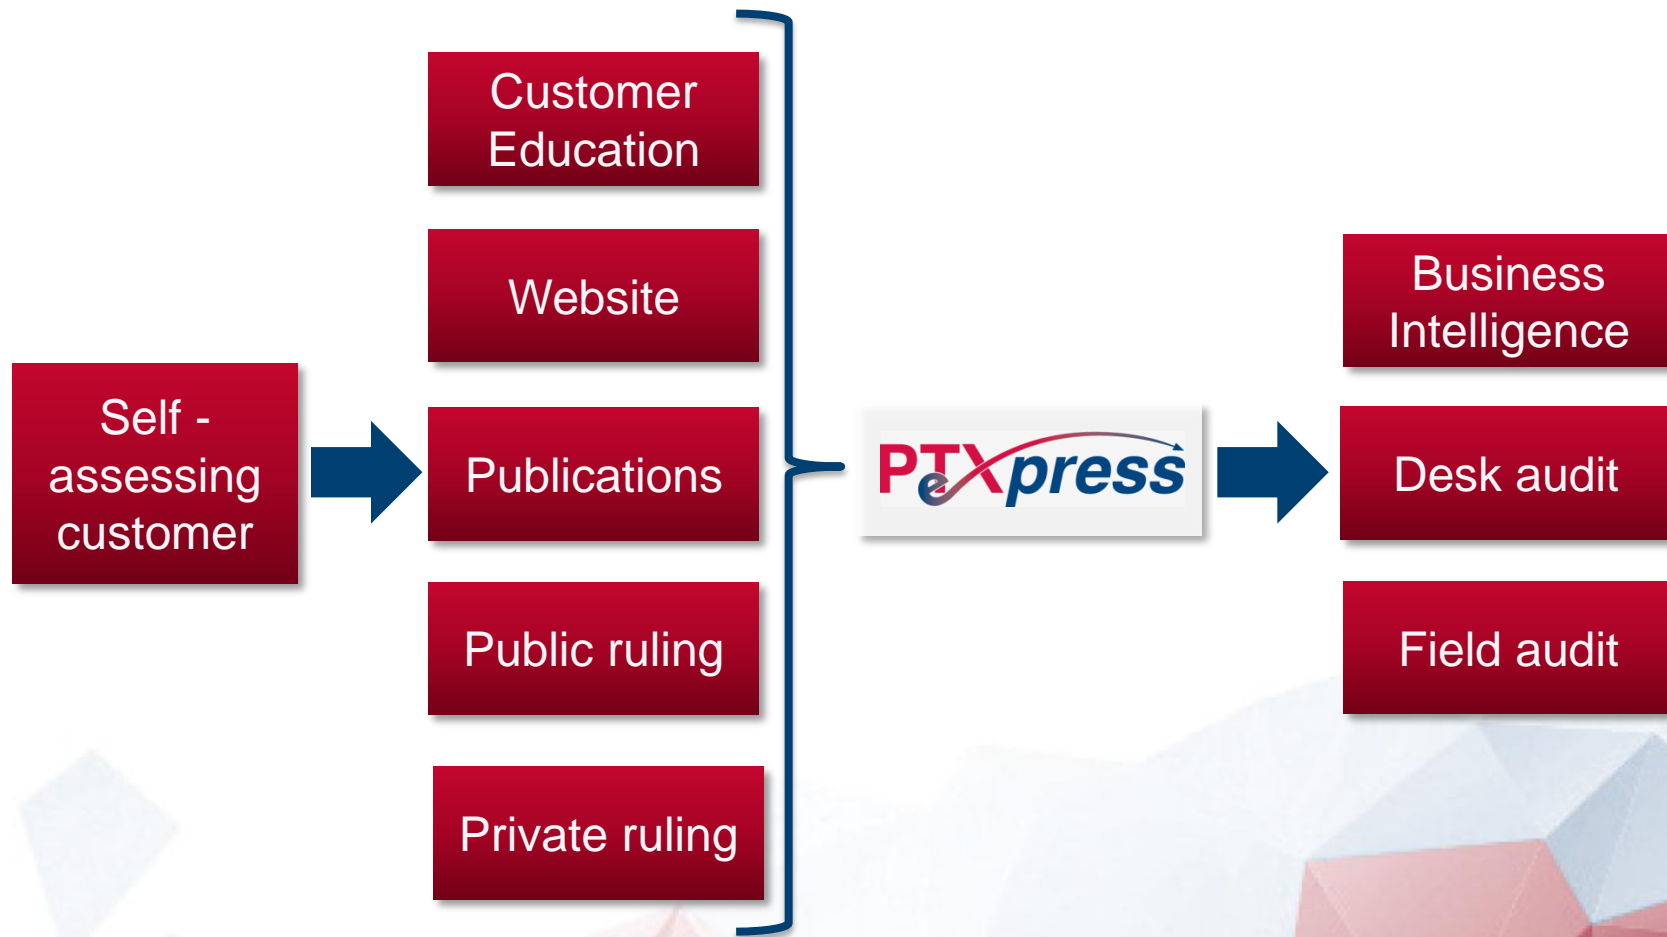 Customer
Education
Website
Self -
assessing
customer
Publications
Public ruling
Private ruling
PTXpress
e
Business
Intelligence
Desk audit
Field audit